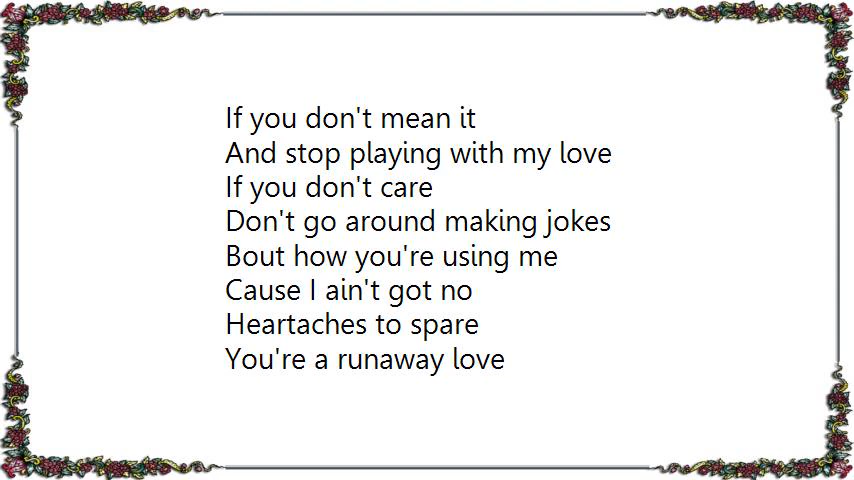 If you don't mean it
And stop playing with my love
If you don't care
Don't go around making jokes
Bout how you're using me
Cause I ain't got no
Heartaches to spare
You're a runaway love